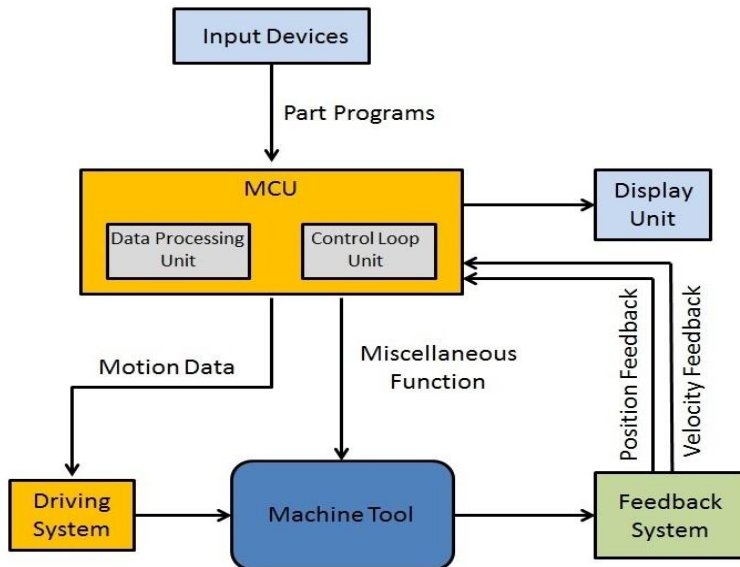 Input Devices
Part Programs
MCU
Data Processing
Unit
Control Loop
Unit
Display
Unit
Motion Data
Miscellaneous
Function
Position Feedback
Velocity Feedback
Driving
System
Machine Tool
Feedback
System